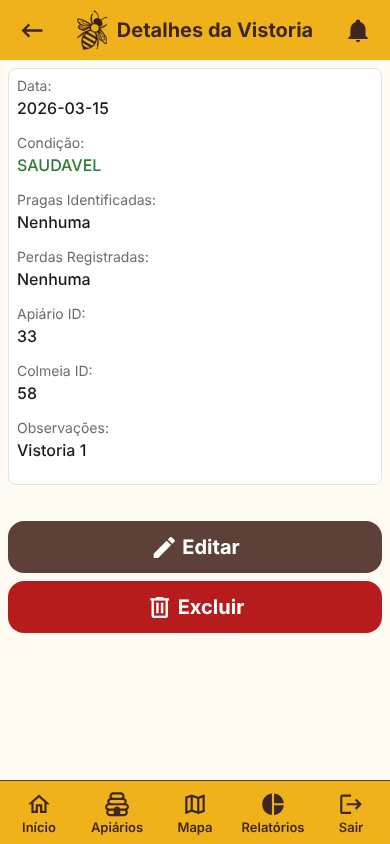 Detalhes da Vistoria
Data:
2026-03-15
Condição:
SAUDAVEL
Pragas Identificadas:
Nenhuma
Perdas Registradas:
Nenhuma
Apiário ID:
33
Colmeia ID:
58
Observações:
Vistoria 1
Editar
Excluir
Início Apiários Mapa Relatórios Sair